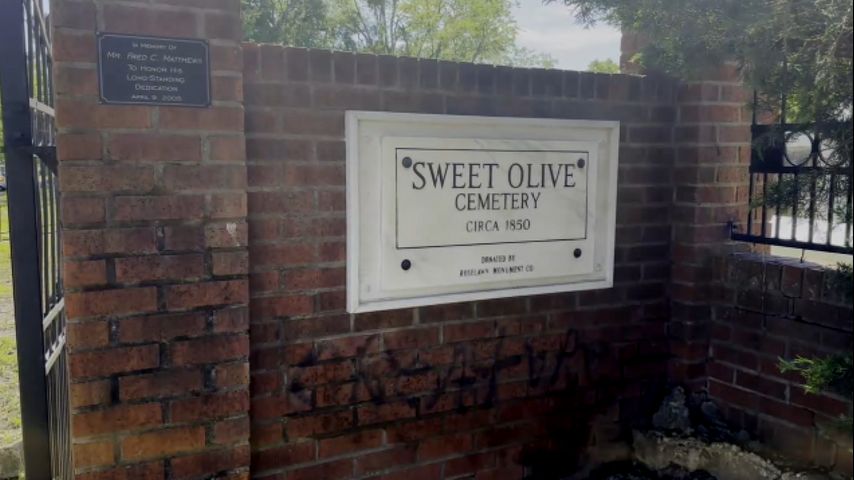 IN MEMORY OF
MR. FRED C. MATTHEWS
TO HONOR HIS
LONG-STANDING
DEDICATION
APRIL 9 2005
SWEET OLIVE
CEMETERY
CIRCA 1850
DONATED BY
ROSELAWN MONUMENT CO